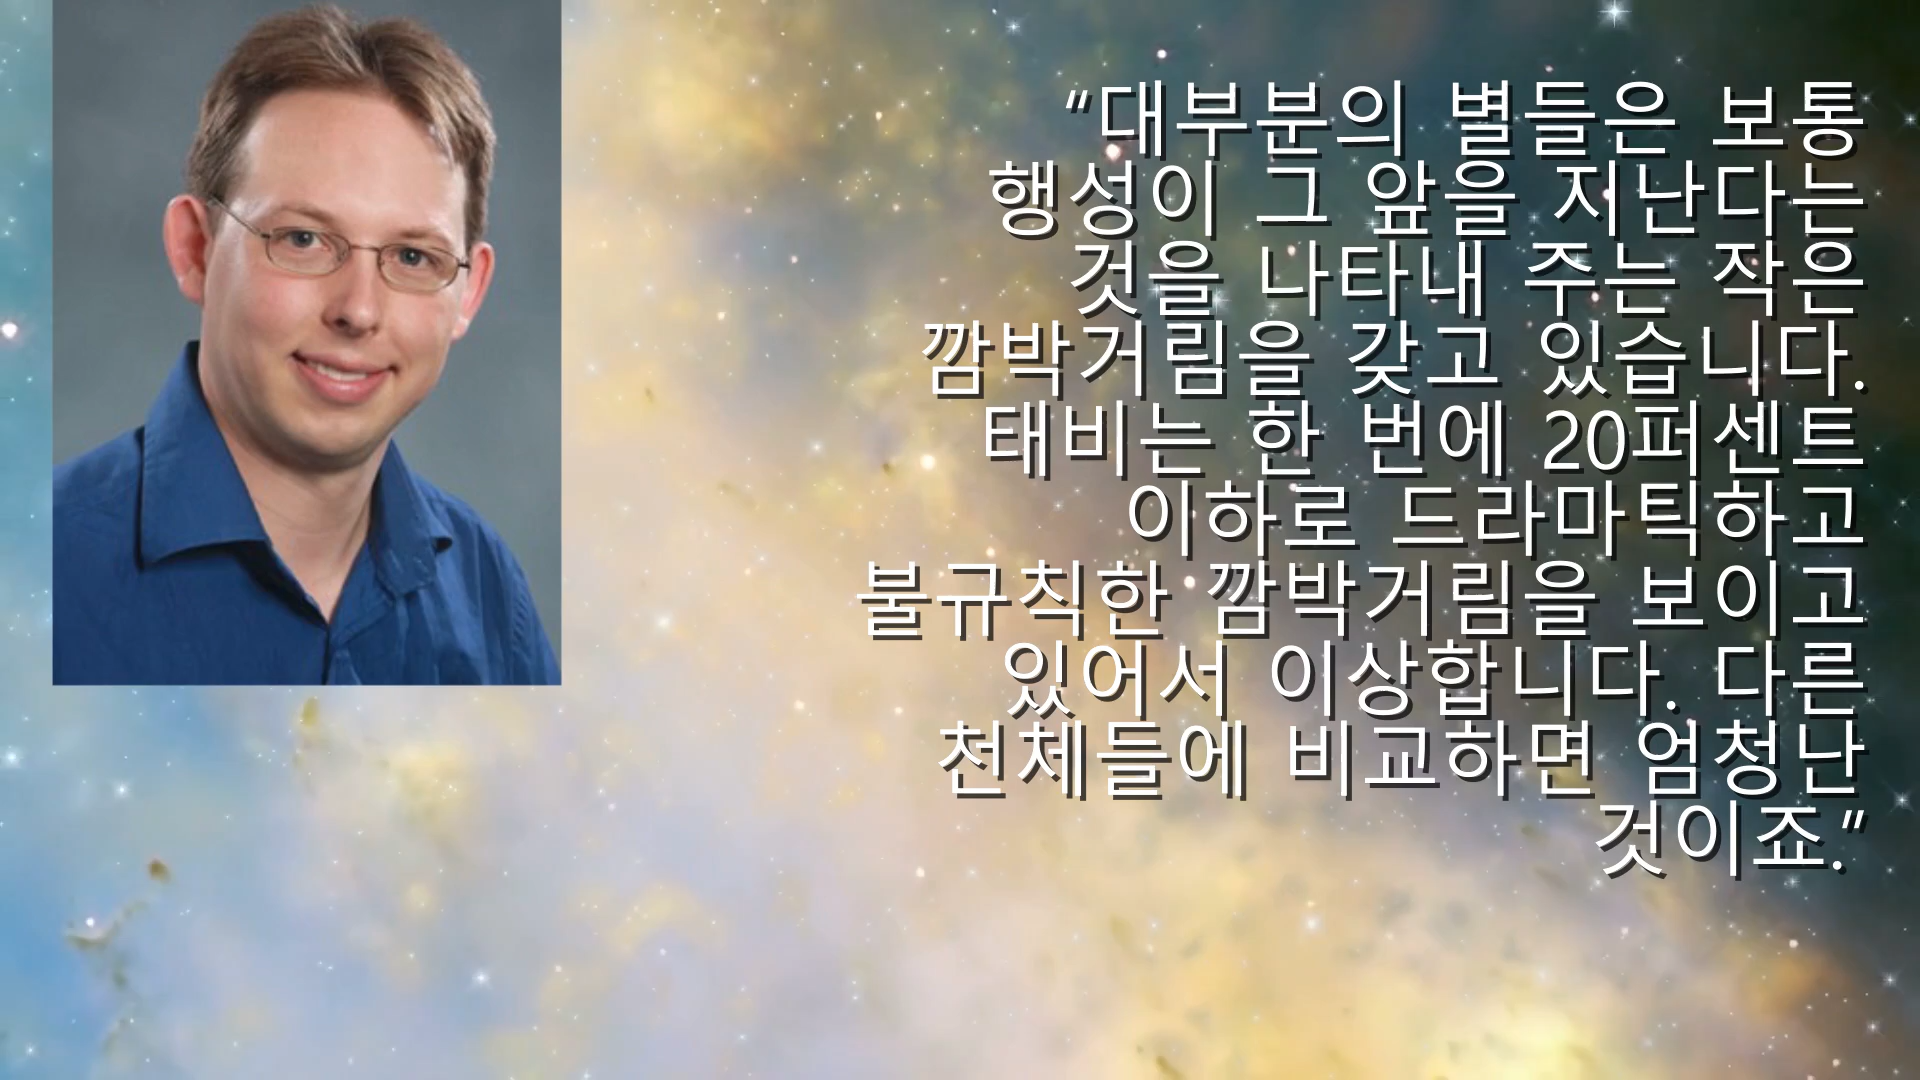 “대부분의 별들은 보통
행성이 그 앞을 지난다는
것을 나타내 주는 작은
깜박거림을 갖고 있습니다.
태비는 한 번에 20퍼센트
이하로 드라마틱하고
불규칙한 깜박거림을 보이고
있어서 이상합니다. 다른
천체들에 비교하면 엄청난
것이죠.”